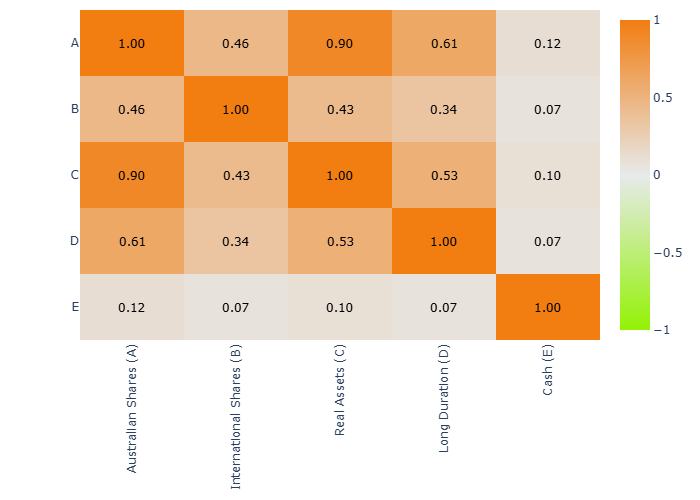 A 1.00 0.46 0.90 0.61 0.12
B 0.46 1.00 0.43 0.34 0.07
C 0.90 0.43 1.00 0.53 0.10
D 0.61 0.34 0.53 1.00 0.07
E 0.12 0.07 0.10 0.07 1.00
Australian Shares (A)
International Shares (B)
Real Assets (C)
Long Duration (D)
Cash (E)
1
0.5
0
−0.5
−1